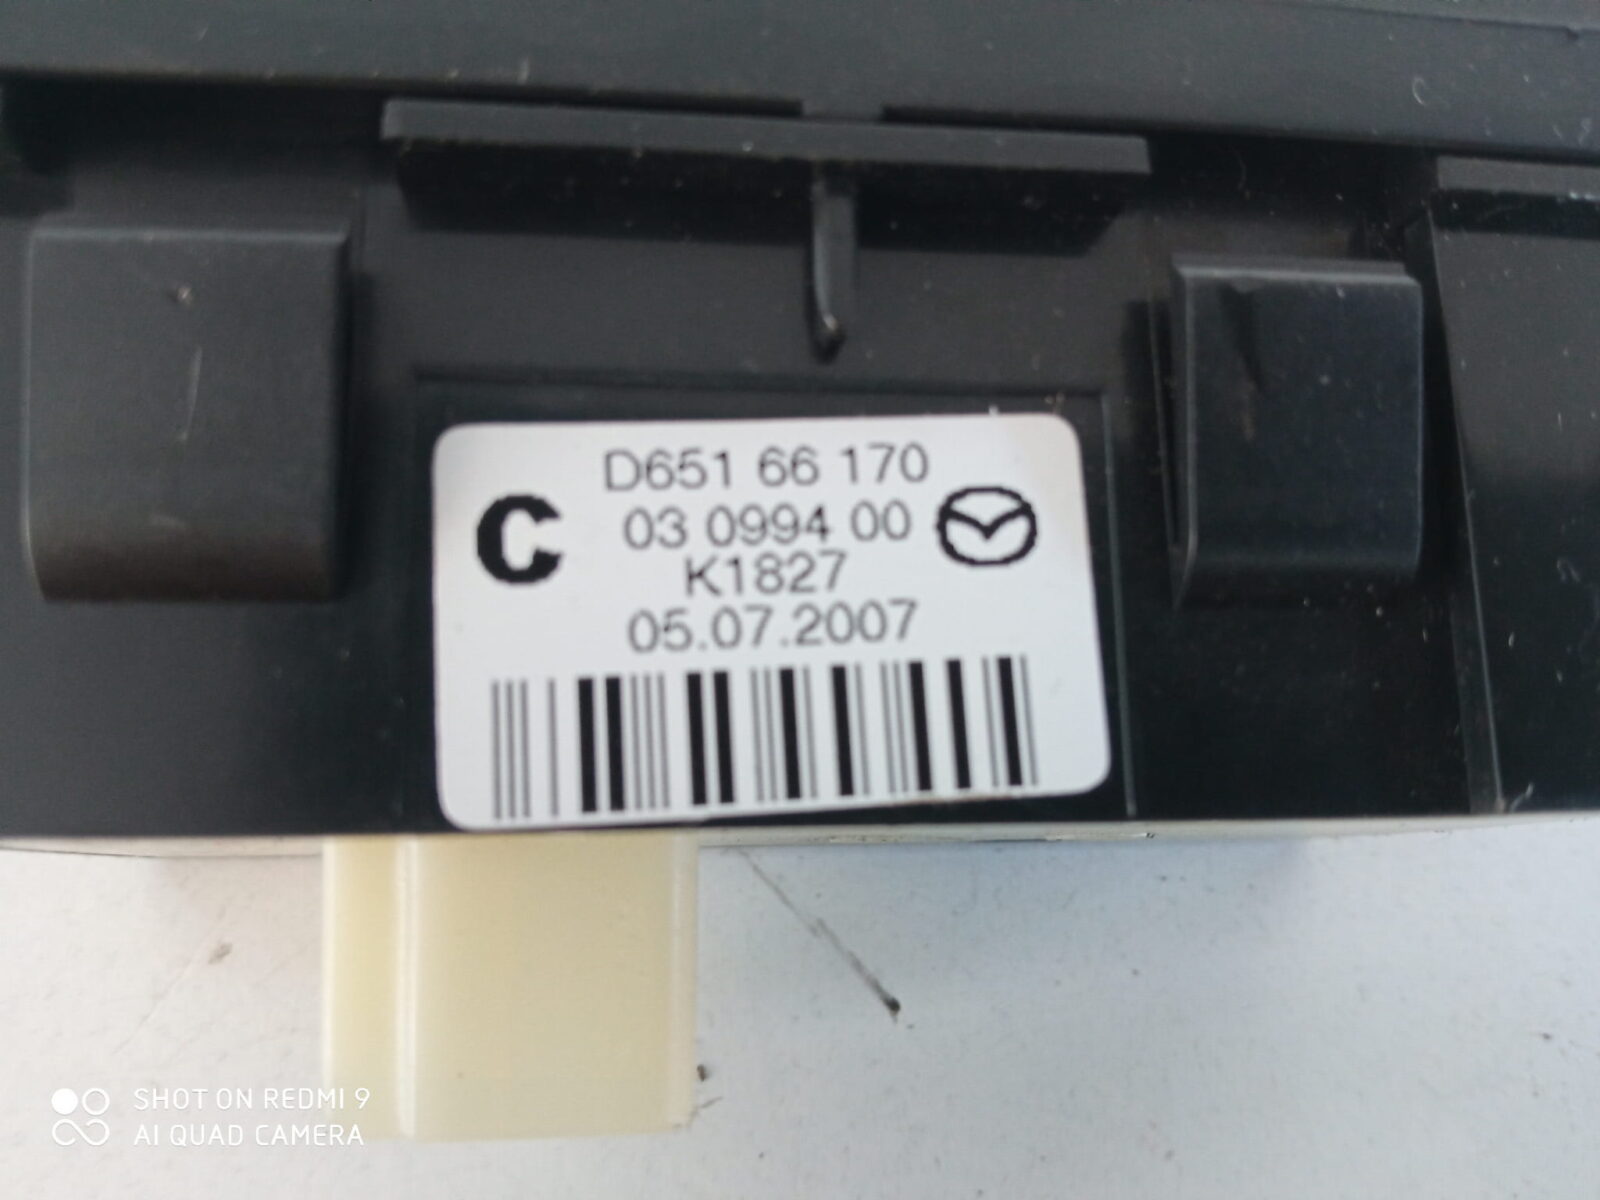 D651 66 170
C 03 0994 00
K1827
05.07.2007
SHOT ON REDMI 9
AI QUAD CAMERA